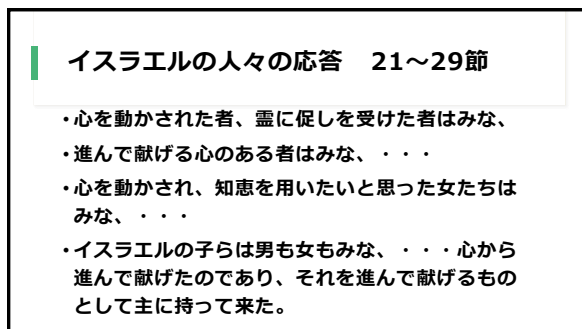 イスラエルの人々の応答　21～29節
・心を動かされた者、霊に促しを受けた者はみな、
・進んで献げる心のある者はみな、・・・
・心を動かされ、知恵を用いたいと思った女たちは
みな、・・・
・イスラエルの子らは男も女もみな、・・・心から
進んで献げたのであり、それを進んで献げるもの
として主に持って来た。